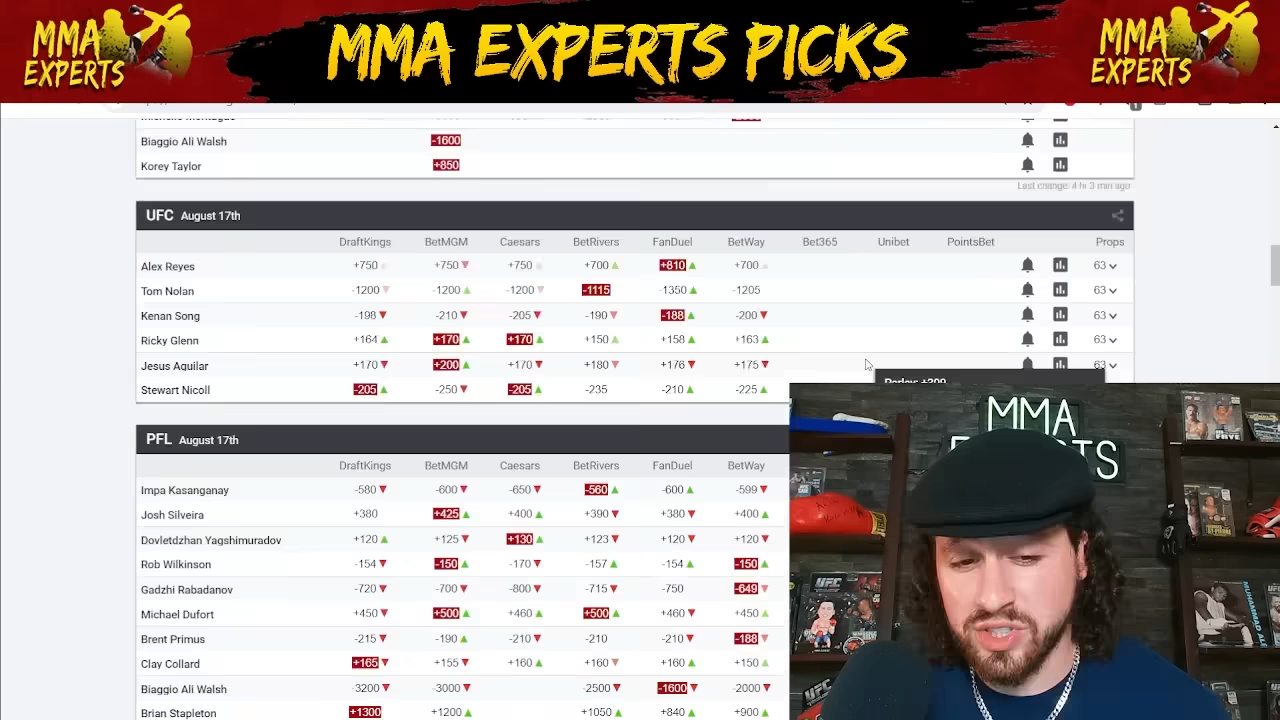 MMA EXPERTS
MMA EXPERTS PICKS
MMA EXPERTS
Biaggio Ali Walsh -1600
Korey Taylor +850
Last change: 4 hr 3 min ago
UFC August 17th
DraftKings BetMGM Caesars BetRivers FanDuel BetWay Bet365 Unibet PointsBet Props
Alex Reyes +750 +750 +750 +700 +810 +700 63
Tom Nolan -1200 -1200 -1200 -1115 -1350 -1205 63
Kenan Song -198 -210 -205 -190 -188 -200 63
Ricky Glenn +164 +170 +170 +150 +158 +163 63
Jesus Aquilar +170 +200 +170 +180 +176 +175 63
Stewart Nicoll -205 -250 -205 -235 -210 -225
PFL August 17th
DraftKings BetMGM Caesars BetRivers FanDuel BetWay
Impa Kasanganay -580 -600 -650 -560 -600 -599
Josh Silveira +380 +425 +400 +390 +380 +400
Dovletdzhan Yagshimuradov +120 +125 +130 +123 +120 +120
Rob Wilkinson -154 -150 -170 -157 -154 -150
Gadzhi Rabadanov -720 -700 -800 -715 -750 -649
Michael Dufort +450 +500 +460 +500 +460 +450
Brent Primus -215 -190 -210 -210 -210 -188
Clay Collard +165 +155 +160 +160 +160 +150
Biaggio Ali Walsh -3200 -3000 -2500 -1600 -2000
Brian Stapleton +1300 +1200 +1050 +840 +900
MMA
UFC
MUHAMMAD ALI
UFC